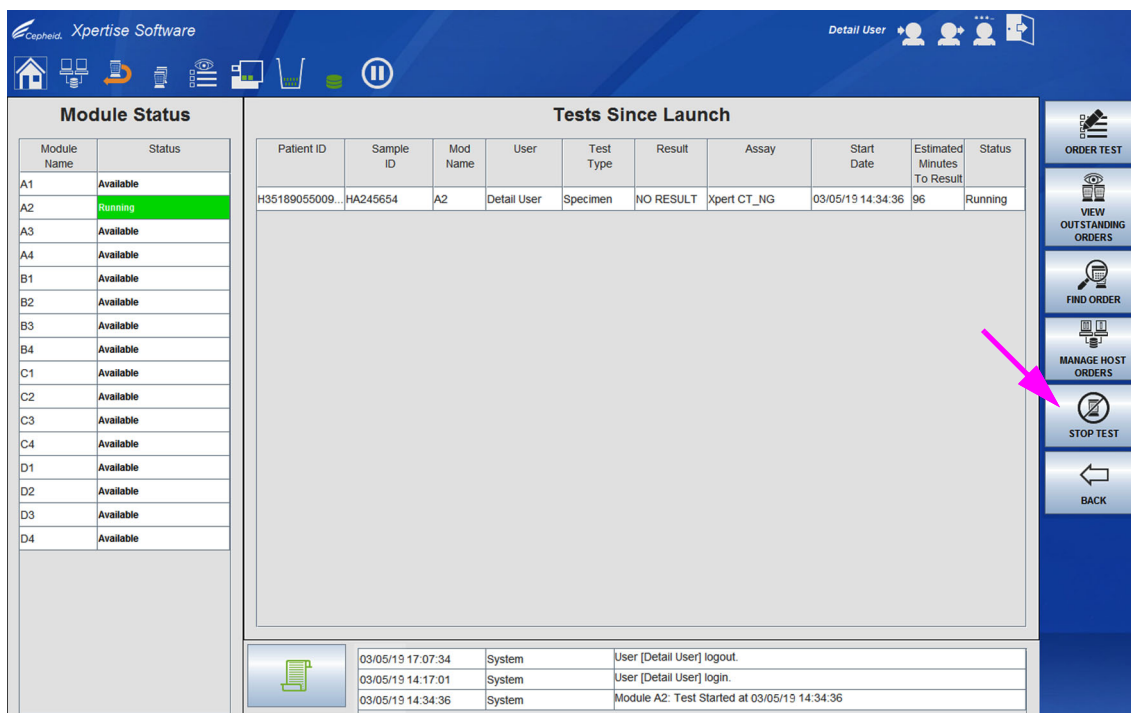 Cepheid. Xpertise Software
Detail User
Module Status
Module Name Status
A1 Available
A2 Running
A3 Available
A4 Available
B1 Available
B2 Available
B3 Available
B4 Available
C1 Available
C2 Available
C3 Available
C4 Available
D1 Available
D2 Available
D3 Available
D4 Available
Tests Since Launch
Patient ID Sample ID Mod Name User Test Type Result Assay Start Date Estimated Minutes To Result Status
H35189055009... HA245654 A2 Detail User Specimen NO RESULT Xpert CT_NG 03/05/19 14:34:36 96 Running
03/05/19 17:07:34 System User [Detail User] logout.
03/05/19 14:17:01 System User [Detail User] login.
03/05/19 14:34:36 System Module A2: Test Started at 03/05/19 14:34:36
ORDER TEST
VIEW
OUTSTANDING
ORDERS
FIND ORDER
MANAGE HOST
ORDERS
STOP TEST
BACK